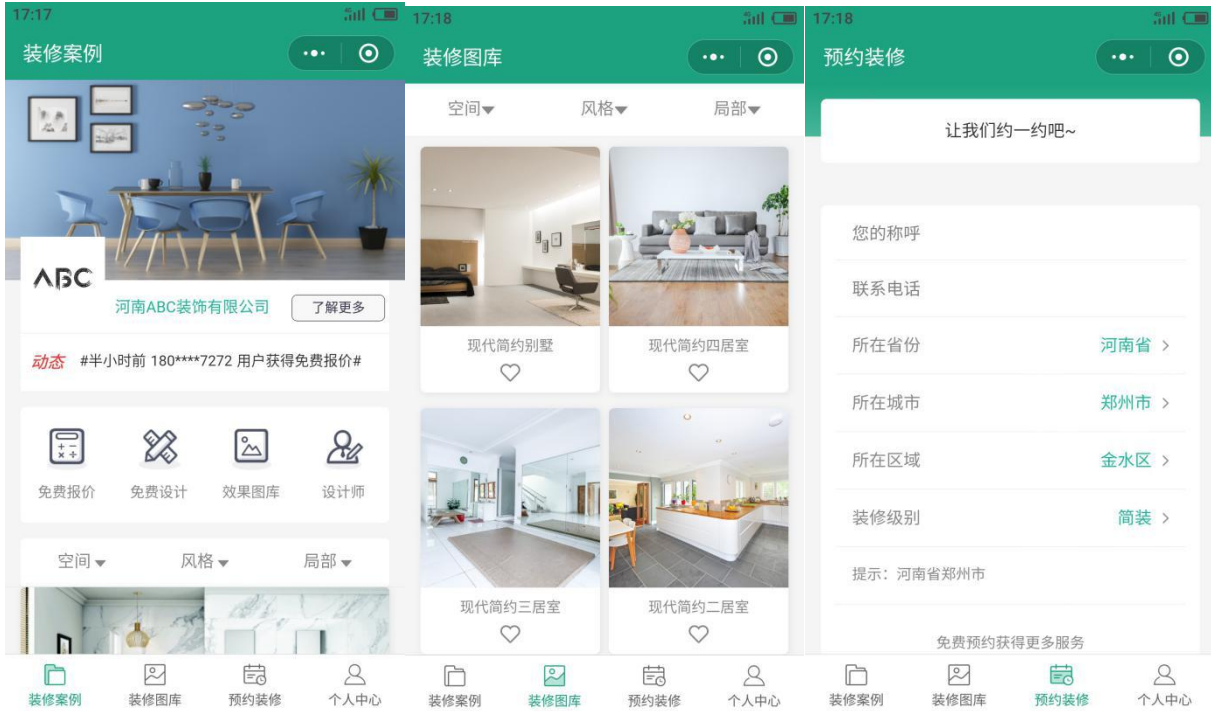 17:17
装修案例
ABC
河南ABC装饰有限公司
了解更多
动态 #半小时前 180****7272 用户获得免费报价#
免费报价 免费设计 效果图库 设计师
空间 风格 局部
装修案例 装修图库 预约装修 个人中心
17:18
装修图库
空间 风格 局部
现代简约别墅 现代简约四居室
现代简约三居室 现代简约二居室
装修案例 装修图库 预约装修 个人中心
17:18
预约装修
让我们约一约吧~
您的称呼
联系电话
所在省份 河南省 >
所在城市 郑州市 >
所在区域 金水区 >
装修级别 简装 >
提示：河南省郑州市
免费预约获得更多服务
装修案例 装修图库 预约装修 个人中心